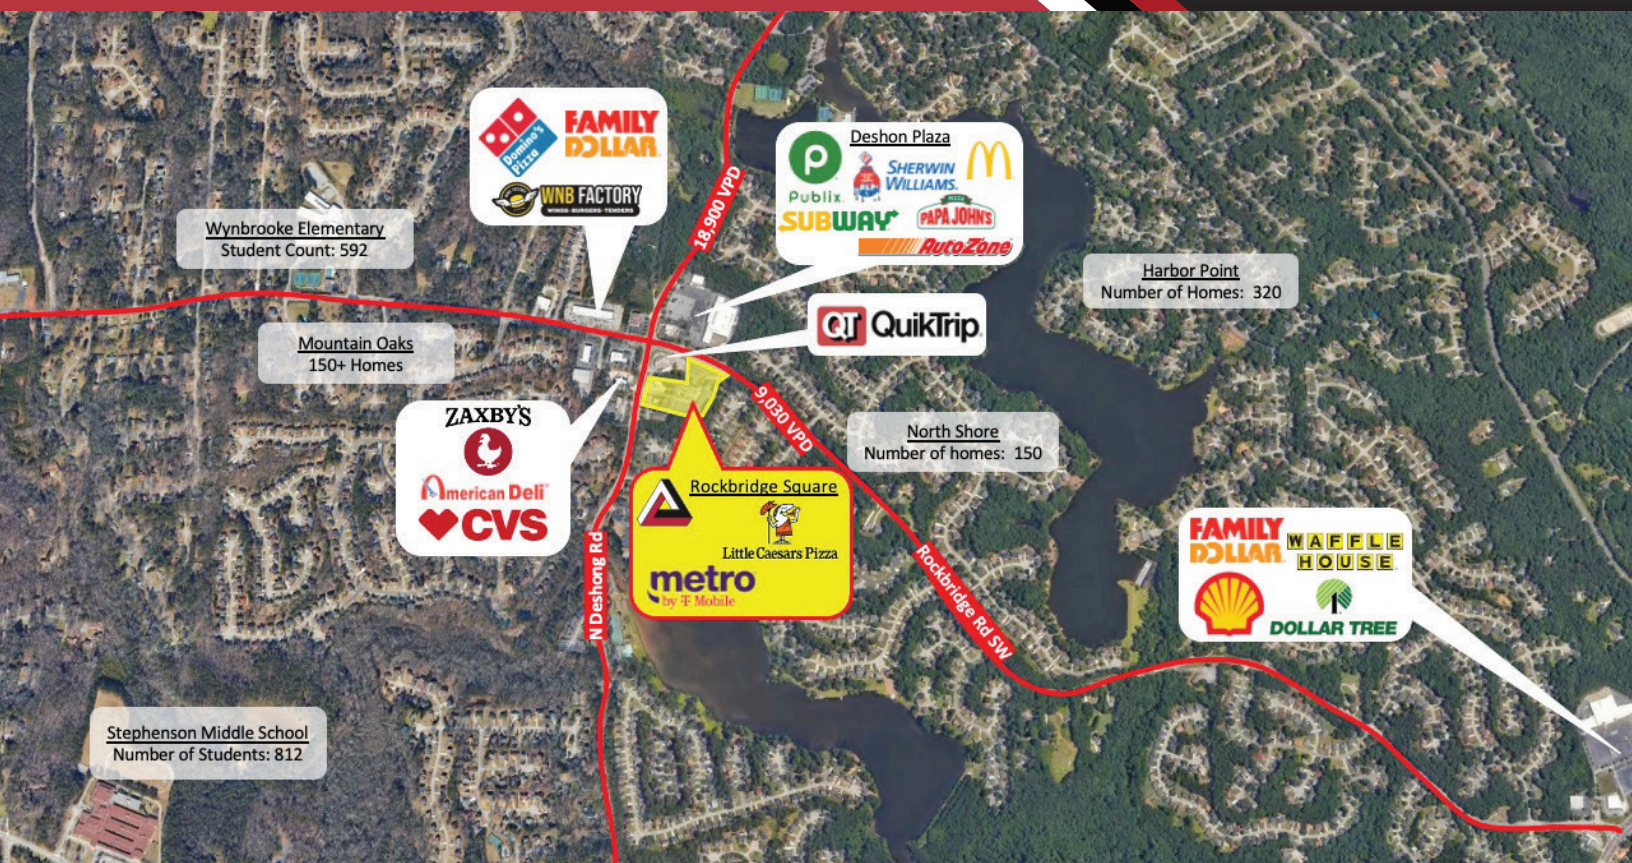 Domino's
Pizza
FAMILY
DOLLAR
WNB FACTORY
WINGS·BURGERS·TENDERS
Deshon Plaza
Publix
SHERWIN
WILLIAMS.
SUBWAY
PIZZA
PAPA JOHN'S
AutoZone
18,900 VPD
Wynbrooke Elementary
Student Count: 592
Harbor Point
Number of Homes: 320
QT QuikTrip
Mountain Oaks
150+ Homes
9,030 VPD
ZAXBY'S
American Deli
CVS
North Shore
Number of homes: 150
Rockbridge Square
Little Caesars Pizza
metro
by T Mobile
N Deshong Rd
Rockbridge Rd SW
FAMILY
DOLLAR
WAFFLE
HOUSE
1
DOLLAR TREE
Stephenson Middle School
Number of Students: 812